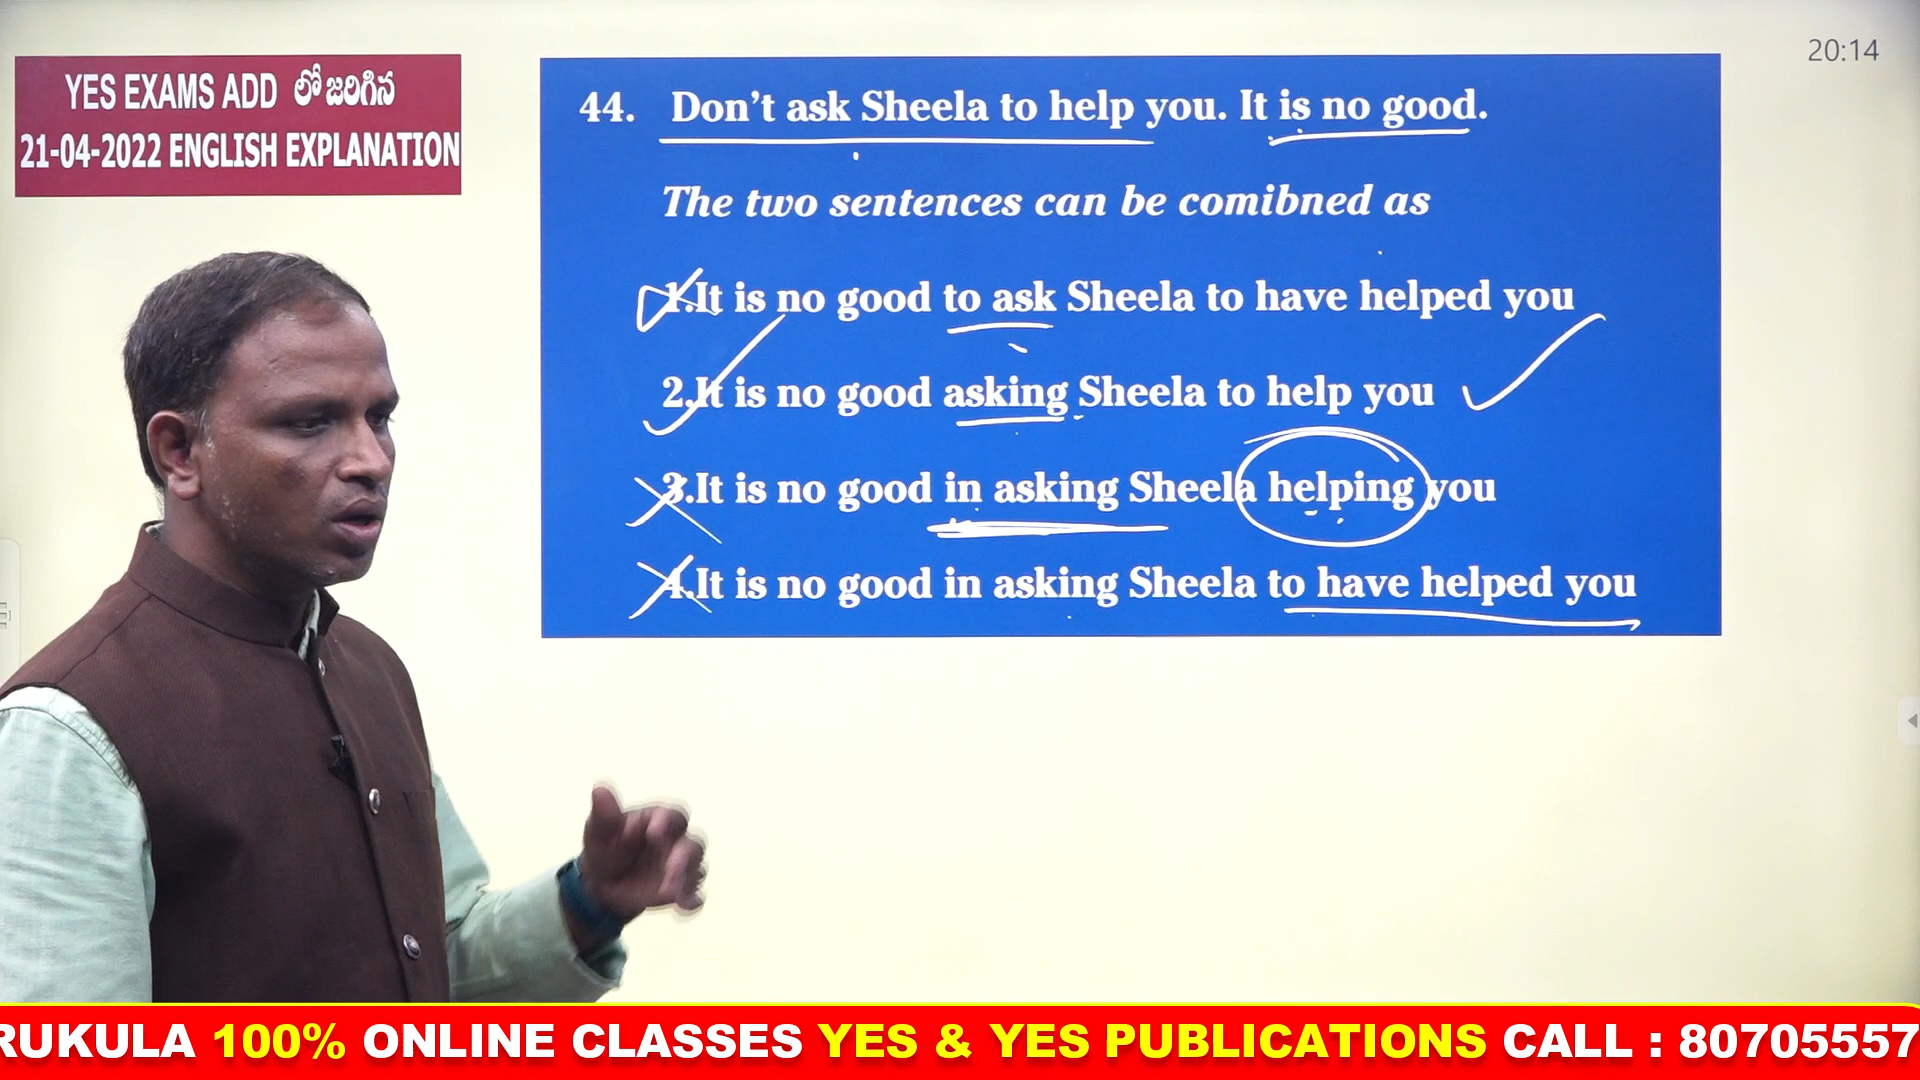 20:14
YES EXAMS ADD లో జరిగిన
21-04-2022 ENGLISH EXPLANATION
44. Don't ask Sheela to help you. It is no good.
The two sentences can be comibned as
1.It is no good to ask Sheela to have helped you
2.It is no good asking Sheela to help you
3.It is no good in asking Sheela helping you
4.It is no good in asking Sheela to have helped you
RUKULA 100% ONLINE CLASSES YES & YES PUBLICATIONS CALL : 80705557